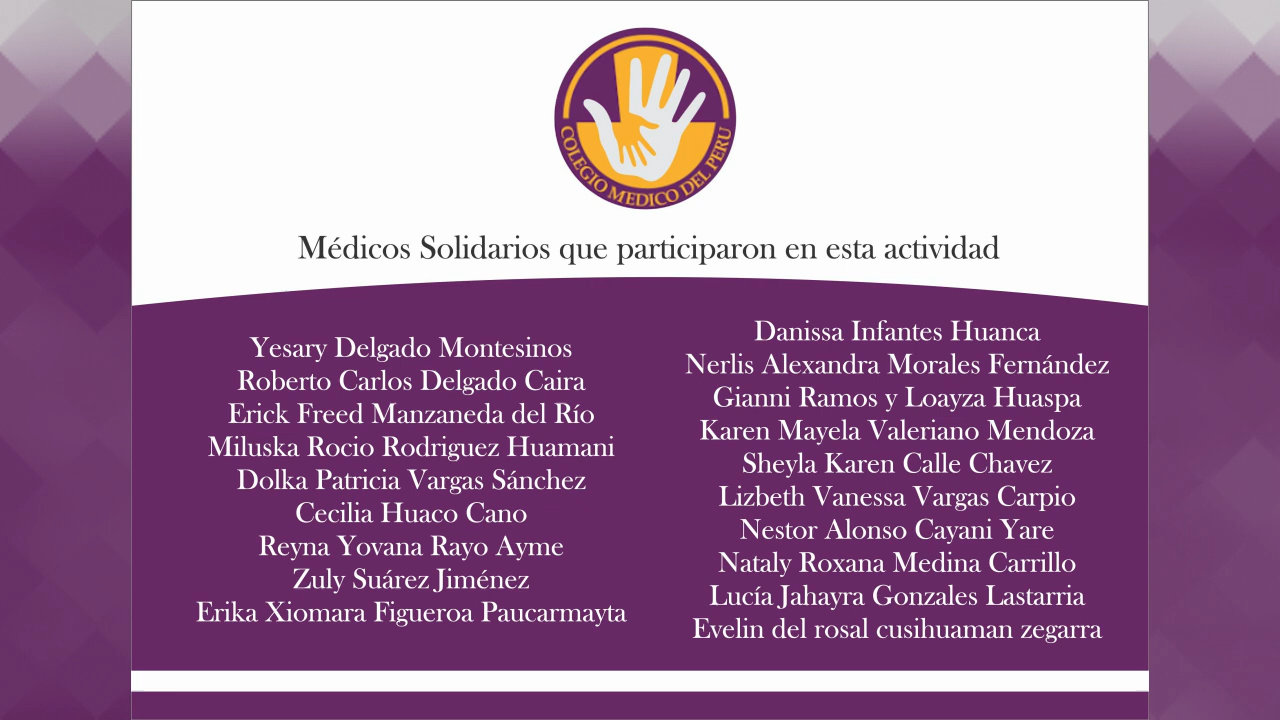 COLEGIO MEDICO DEL PERU
Médicos Solidarios que participaron en esta actividad
Yesary Delgado Montesinos
Roberto Carlos Delgado Caira
Erick Freed Manzaneda del Río
Miluska Rocio Rodriguez Huamani
Dolka Patricia Vargas Sánchez
Cecilia Huaco Cano
Reyna Yovana Rayo Ayme
Zuly Suárez Jiménez
Erika Xiomara Figueroa Paucarmayta
Danissa Infantes Huanca
Nerlis Alexandra Morales Fernández
Gianni Ramos y Loayza Huaspa
Karen Mayela Valeriano Mendoza
Sheyla Karen Calle Chavez
Lizbeth Vanessa Vargas Carpio
Nestor Alonso Cayani Yare
Nataly Roxana Medina Carrillo
Lucía Jahayra Gonzales Lastarria
Evelin del rosal cusihuaman zegarra